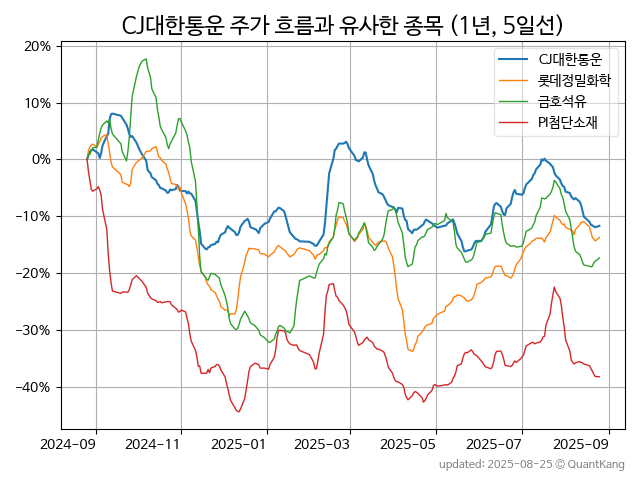 CJ대한통운 주가 흐름과 유사한 종목 (1년, 5일선)
20%
10%
0%
−10%
−20%
−30%
−40%
CJ대한통운
롯데정밀화학
금호석유
PI첨단소재
2024-09
2024-11
2025-01
2025-03
2025-05
2025-07
2025-09
updated: 2025-08-25 © QuantKang